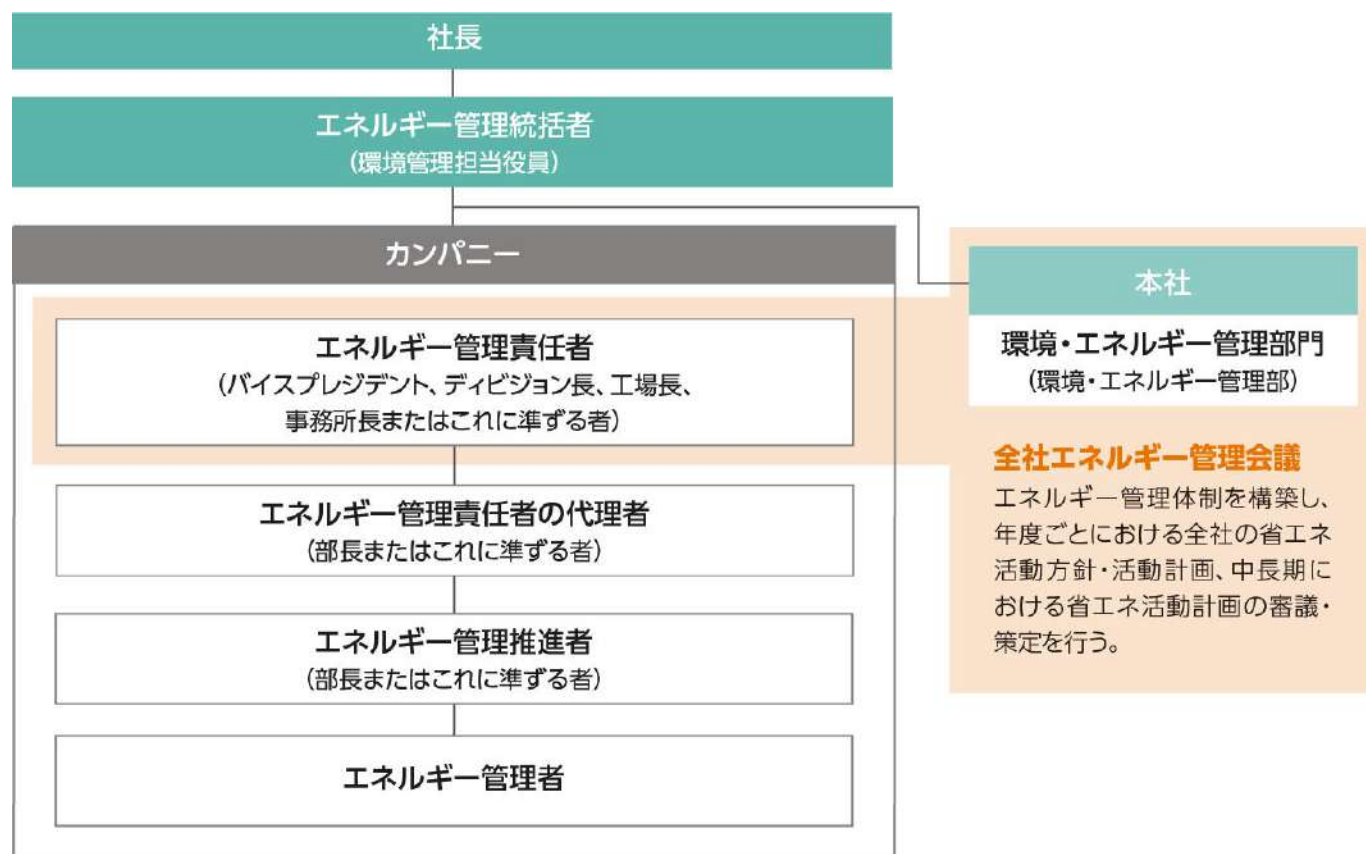 社長
エネルギー管理統括者
（環境管理担当役員）
カンパニー
エネルギー管理責任者
（バイスプレジデント、ディビジョン長、工場長、
事務所長またはこれに準ずる者）
エネルギー管理責任者の代理者
（部長またはこれに準ずる者）
エネルギー管理推進者
（部長またはこれに準ずる者）
エネルギー管理者
本社
環境・エネルギー管理部門
（環境・エネルギー管理部）
全社エネルギー管理会議
エネルギー管理体制を構築し、
年度ごとにおける全社の省エネ
活動方針・活動計画、中長期に
おける省エネ活動計画の審議・
策定を行う。